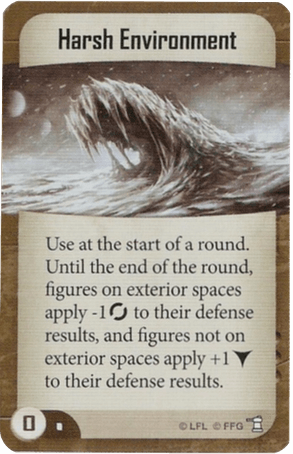 Harsh Environment
Use at the start of a round.
Until the end of the round,
figures on exterior spaces
apply -1 to their defense
results, and figures not on
exterior spaces apply +1
to their defense results.
0
© LFL © FFG